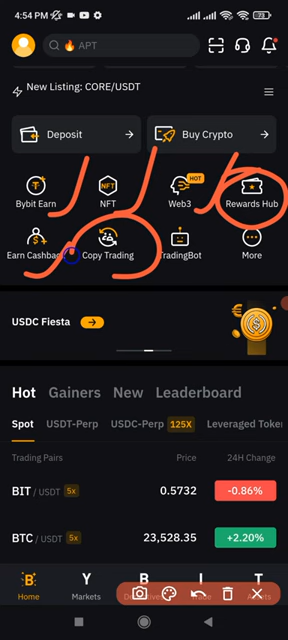 4:54 PM
73
APT
New Listing: CORE/USDT
Deposit
Buy Crypto
HOT
Bybit Earn
NFT
Web3
Rewards Hub
Earn Cashback
Copy Trading
TradingBot
More
USDC Fiesta
Hot Gainers New Leaderboard
Spot USDT-Perp USDC-Perp 125X Leveraged Token
Trading Pairs Price 24H Change
BIT / USDT 5x 0.5732 -0.86%
BTC / USDT 5x 23,528.35 +2.20%
Home Markets